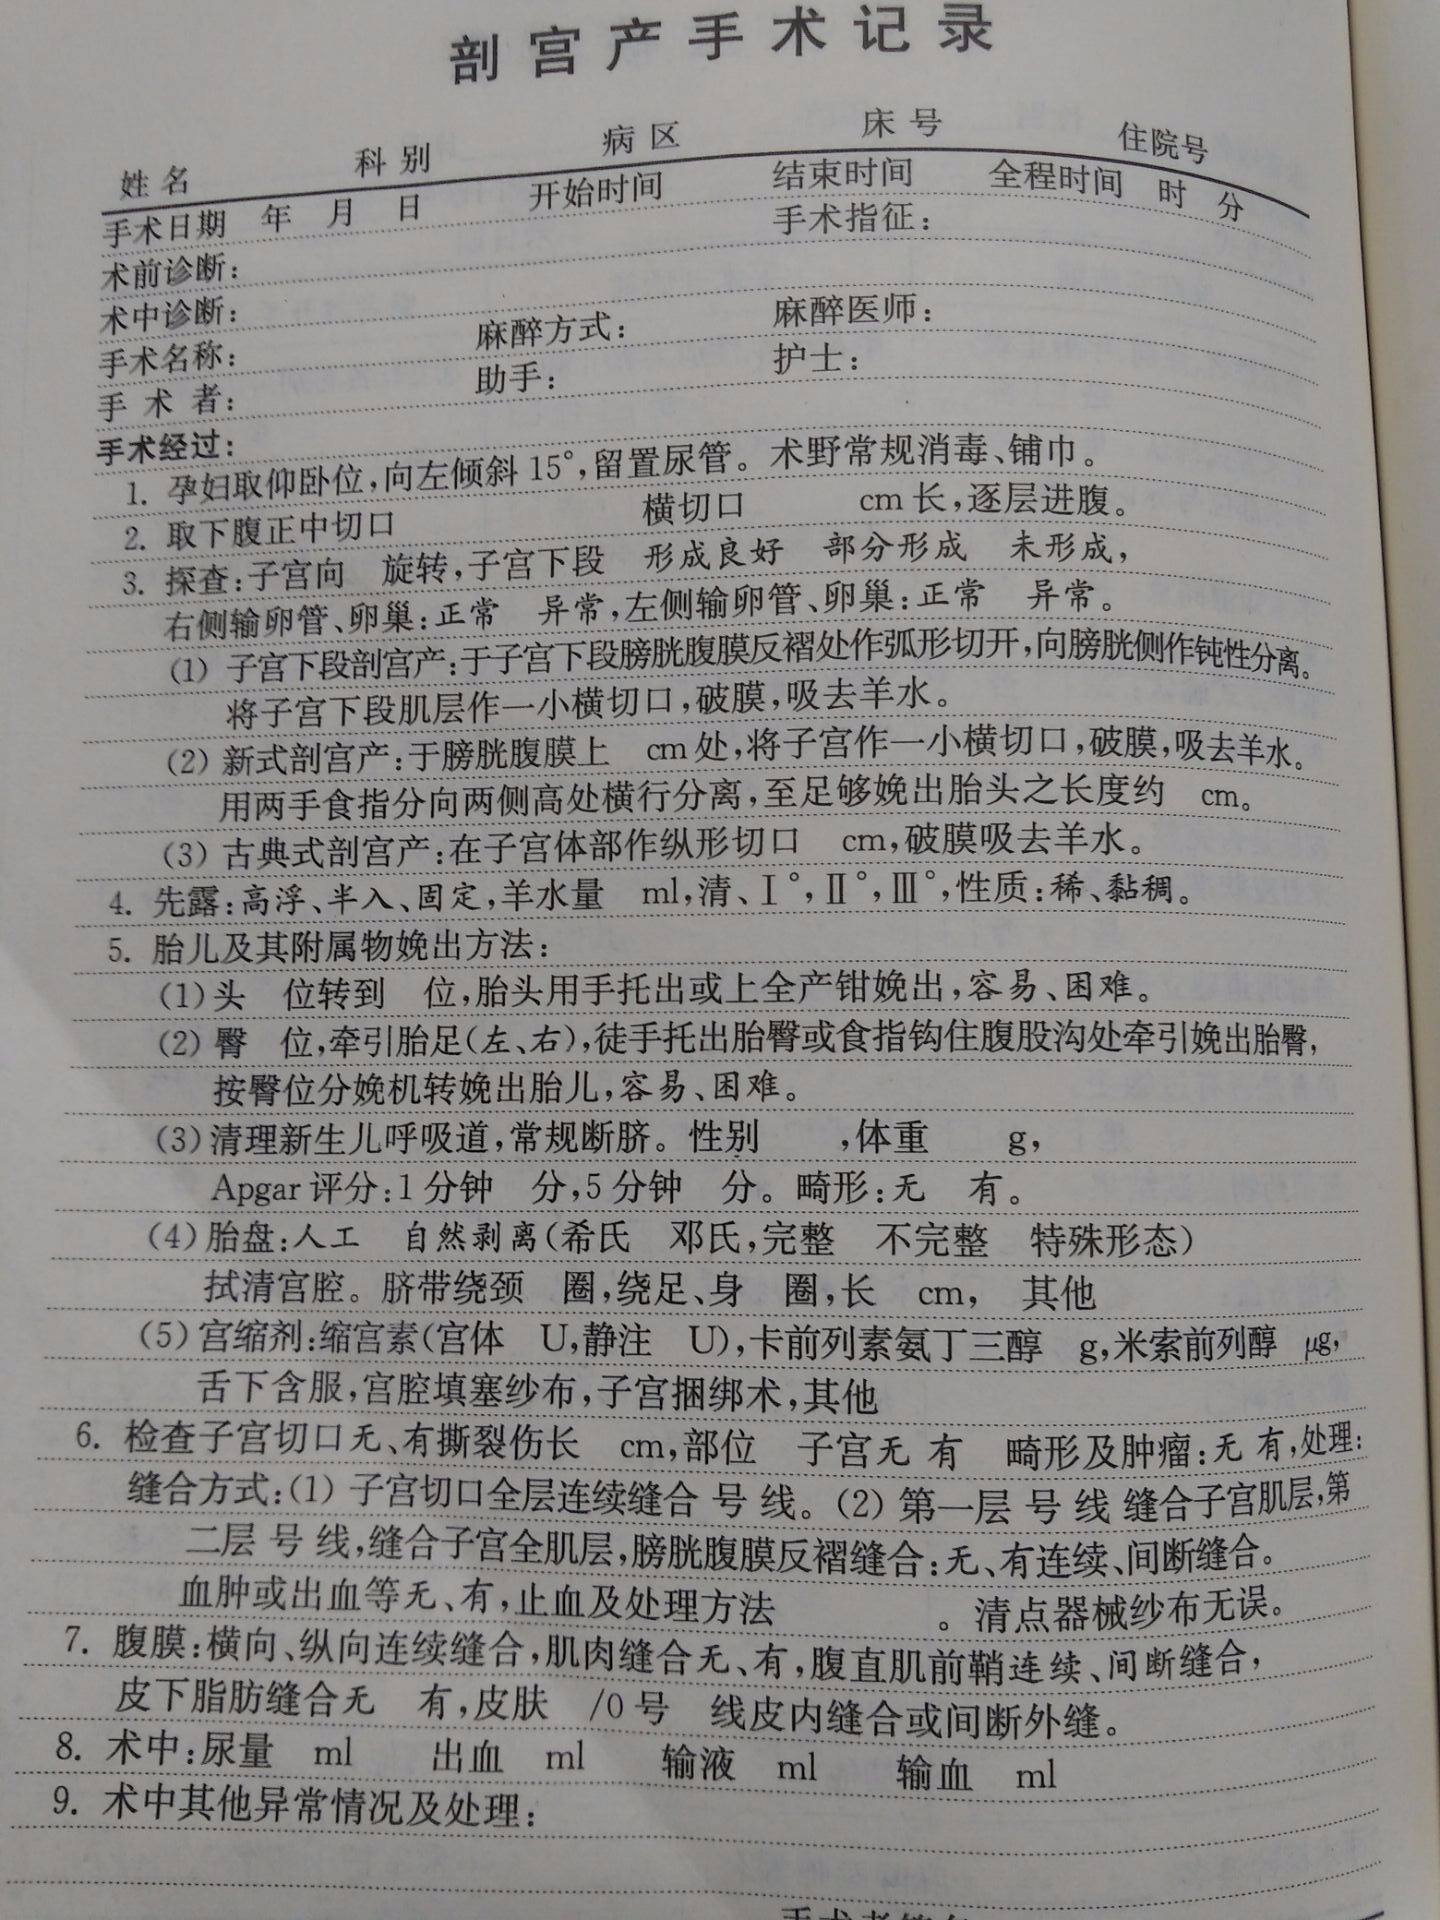 剖宫产手术记录
姓名 科别 病区 床号 住院号
手术日期 年 月 日 开始时间 结束时间 全程时间 时 分
术前诊断： 手术指征：
术中诊断：
手术名称： 麻醉方式： 麻醉医师：
手 术 者： 助手： 护士：
手术经过：
1. 孕妇取仰卧位，向左倾斜 15°，留置尿管。术野常规消毒、铺巾。
2. 取下腹正中切口 横切口 cm 长，逐层进腹。
3. 探查：子宫向 旋转，子宫下段 形成良好 部分形成 未形成，
右侧输卵管、卵巢：正常 异常，左侧输卵管、卵巢：正常 异常。
(1) 子宫下段剖宫产：于子宫下段膀胱腹膜反褶处作弧形切开，向膀胱侧作钝性分离。
将子宫下段肌层作一小横切口，破膜，吸去羊水。
(2) 新式剖宫产：于膀胱腹膜上 cm 处，将子宫作一小横切口，破膜，吸去羊水。
用两手食指分向两侧高处横行分离，至足够娩出胎头之长度约 cm。
(3) 古典式剖宫产：在子宫体部作纵形切口 cm，破膜吸去羊水。
4. 先露：高浮、半入、固定，羊水量 ml，清、Ⅰ°，Ⅱ°，Ⅲ°，性质：稀、黏稠。
5. 胎儿及其附属物娩出方法：
(1) 头 位转到 位，胎头用手托出或上全产钳娩出，容易、困难。
(2) 臀 位，牵引胎足(左、右)，徒手托出胎臀或食指钩住腹股沟处牵引娩出胎臀，
按臀位分娩机转娩出胎儿，容易、困难。
(3) 清理新生儿呼吸道，常规断脐。性别 ，体重 g，
Apgar 评分：1 分钟 分，5 分钟 分。畸形：无 有。
(4) 胎盘：人工 自然剥离(希氏 邓氏，完整 不完整 特殊形态)
拭清宫腔。脐带绕颈 圈，绕足、身 圈，长 cm， 其他
(5) 宫缩剂：缩宫素(宫体 U，静注 U)，卡前列素氨丁三醇 g，米索前列醇 μg，
舌下含服，宫腔填塞纱布，子宫捆绑术，其他
6. 检查子宫切口无、有撕裂伤长 cm，部位 子宫无 有 畸形及肿瘤：无 有，处理：
缝合方式：(1) 子宫切口全层连续缝合 号 线。(2) 第一层 号 线 缝合子宫肌层，第
二层 号 线，缝合子宫全肌层，膀胱腹膜反褶缝合：无、有连续、间断缝合。
血肿或出血等无、有，止血及处理方法 。清点器械纱布无误。
7. 腹膜：横向、纵向连续缝合，肌肉缝合无、有，腹直肌前鞘连续、间断缝合，
皮下脂肪缝合无 有，皮肤 /0 号 线皮内缝合或间断外缝。
8. 术中：尿量 ml 出血 ml 输液 ml 输血 ml
9. 术中其他异常情况及处理：